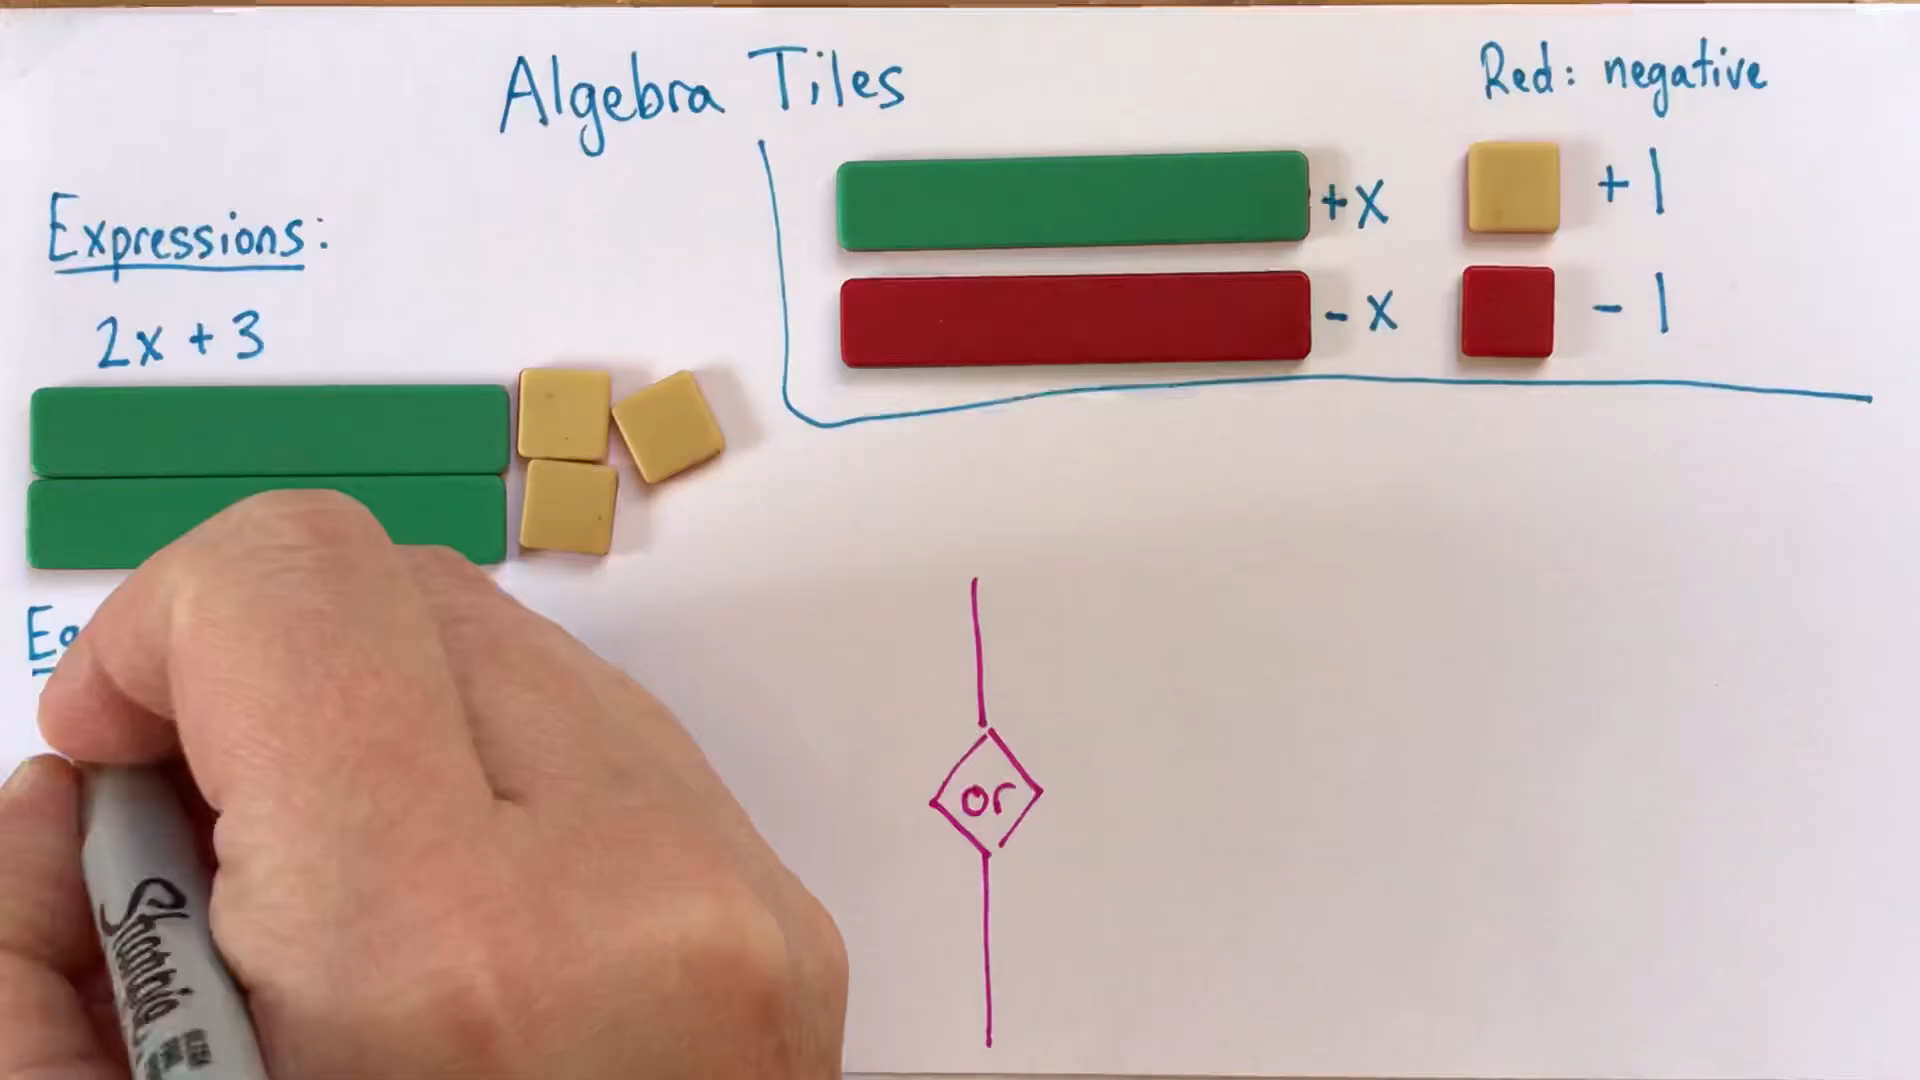 Algebra Tiles
Red: negative
+x
+1
-x
-1
Expressions:
2x + 3
or
Sharpie